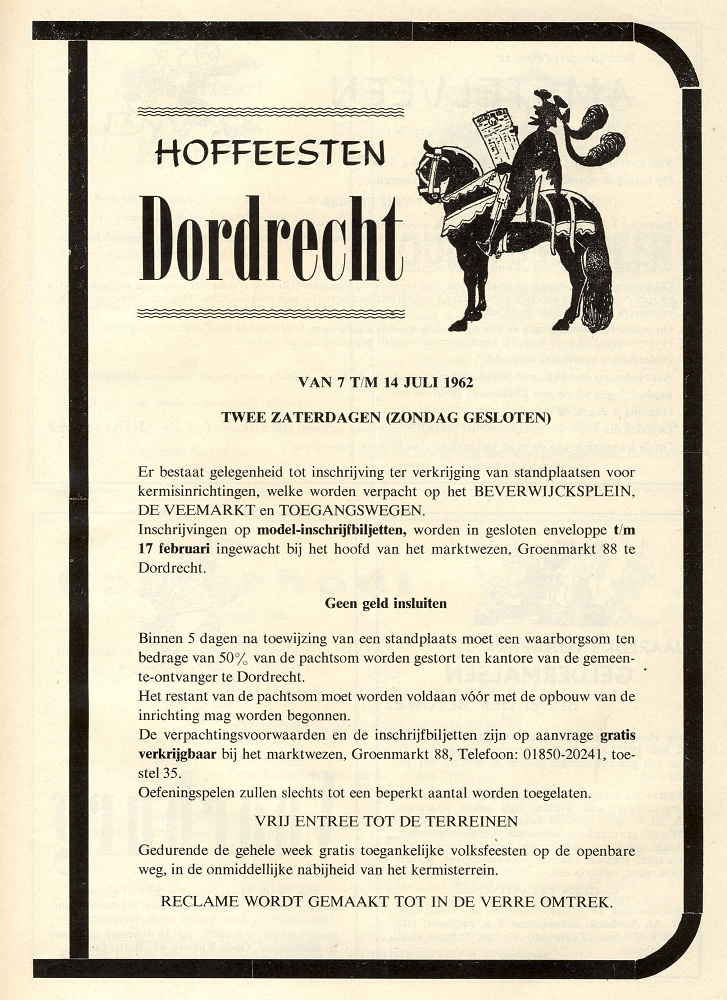 HOFFEESTEN
Dordrecht
VAN 7 T/M 14 JULI 1962
TWEE ZATERDAGEN (ZONDAG GESLOTEN)
Er bestaat gelegenheid tot inschrijving ter verkrijging van standplaatsen voor
kermisinrichtingen, welke worden verpacht op het BEVERWIJCKSPLEIN,
DE VEEMARKT en TOEGANGSWEGEN.
Inschrijvingen op model-inschrijfbiljetten, worden in gesloten enveloppe t/m
17 februari ingewacht bij het hoofd van het marktwezen, Groenmarkt 88 te
Dordrecht.
Geen geld insluiten
Binnen 5 dagen na toewijzing van een standplaats moet een waarborgsom ten
bedrage van 50% van de pachtsom worden gestort ten kantore van de gemeen-
te-ontvanger te Dordrecht.
Het restant van de pachtsom moet worden voldaan vóór met de opbouw van de
inrichting mag worden begonnen.
De verpachtingsvoorwaarden en de inschrijfbiljetten zijn op aanvrage gratis
verkrijgbaar bij het marktwezen, Groenmarkt 88, Telefoon: 01850-20241, toe-
stel 35.
Oefeningspelen zullen slechts tot een beperkt aantal worden toegelaten.
VRIJ ENTREE TOT DE TERREINEN
Gedurende de gehele week gratis toegankelijke volksfeesten op de openbare
weg, in de onmiddellijke nabijheid van het kermisterrein.
RECLAME WORDT GEMAAKT TOT IN DE VERRE OMTREK.